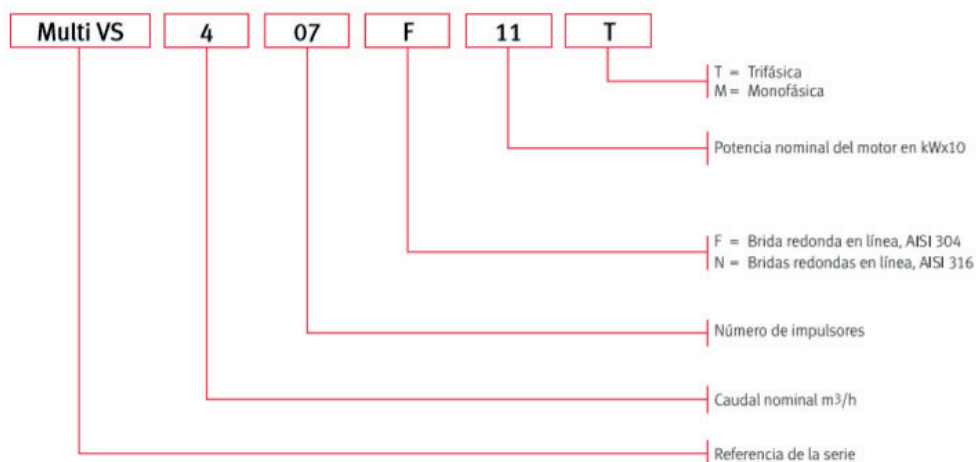 Multi VS 4 07 F 11 T
T = Trifásica
M = Monofásica
Potencia nominal del motor en kWx10
F = Brida redonda en línea, AISI 304
N = Bridas redondas en línea, AISI 316
Número de impulsores
Caudal nominal m3/h
Referencia de la serie